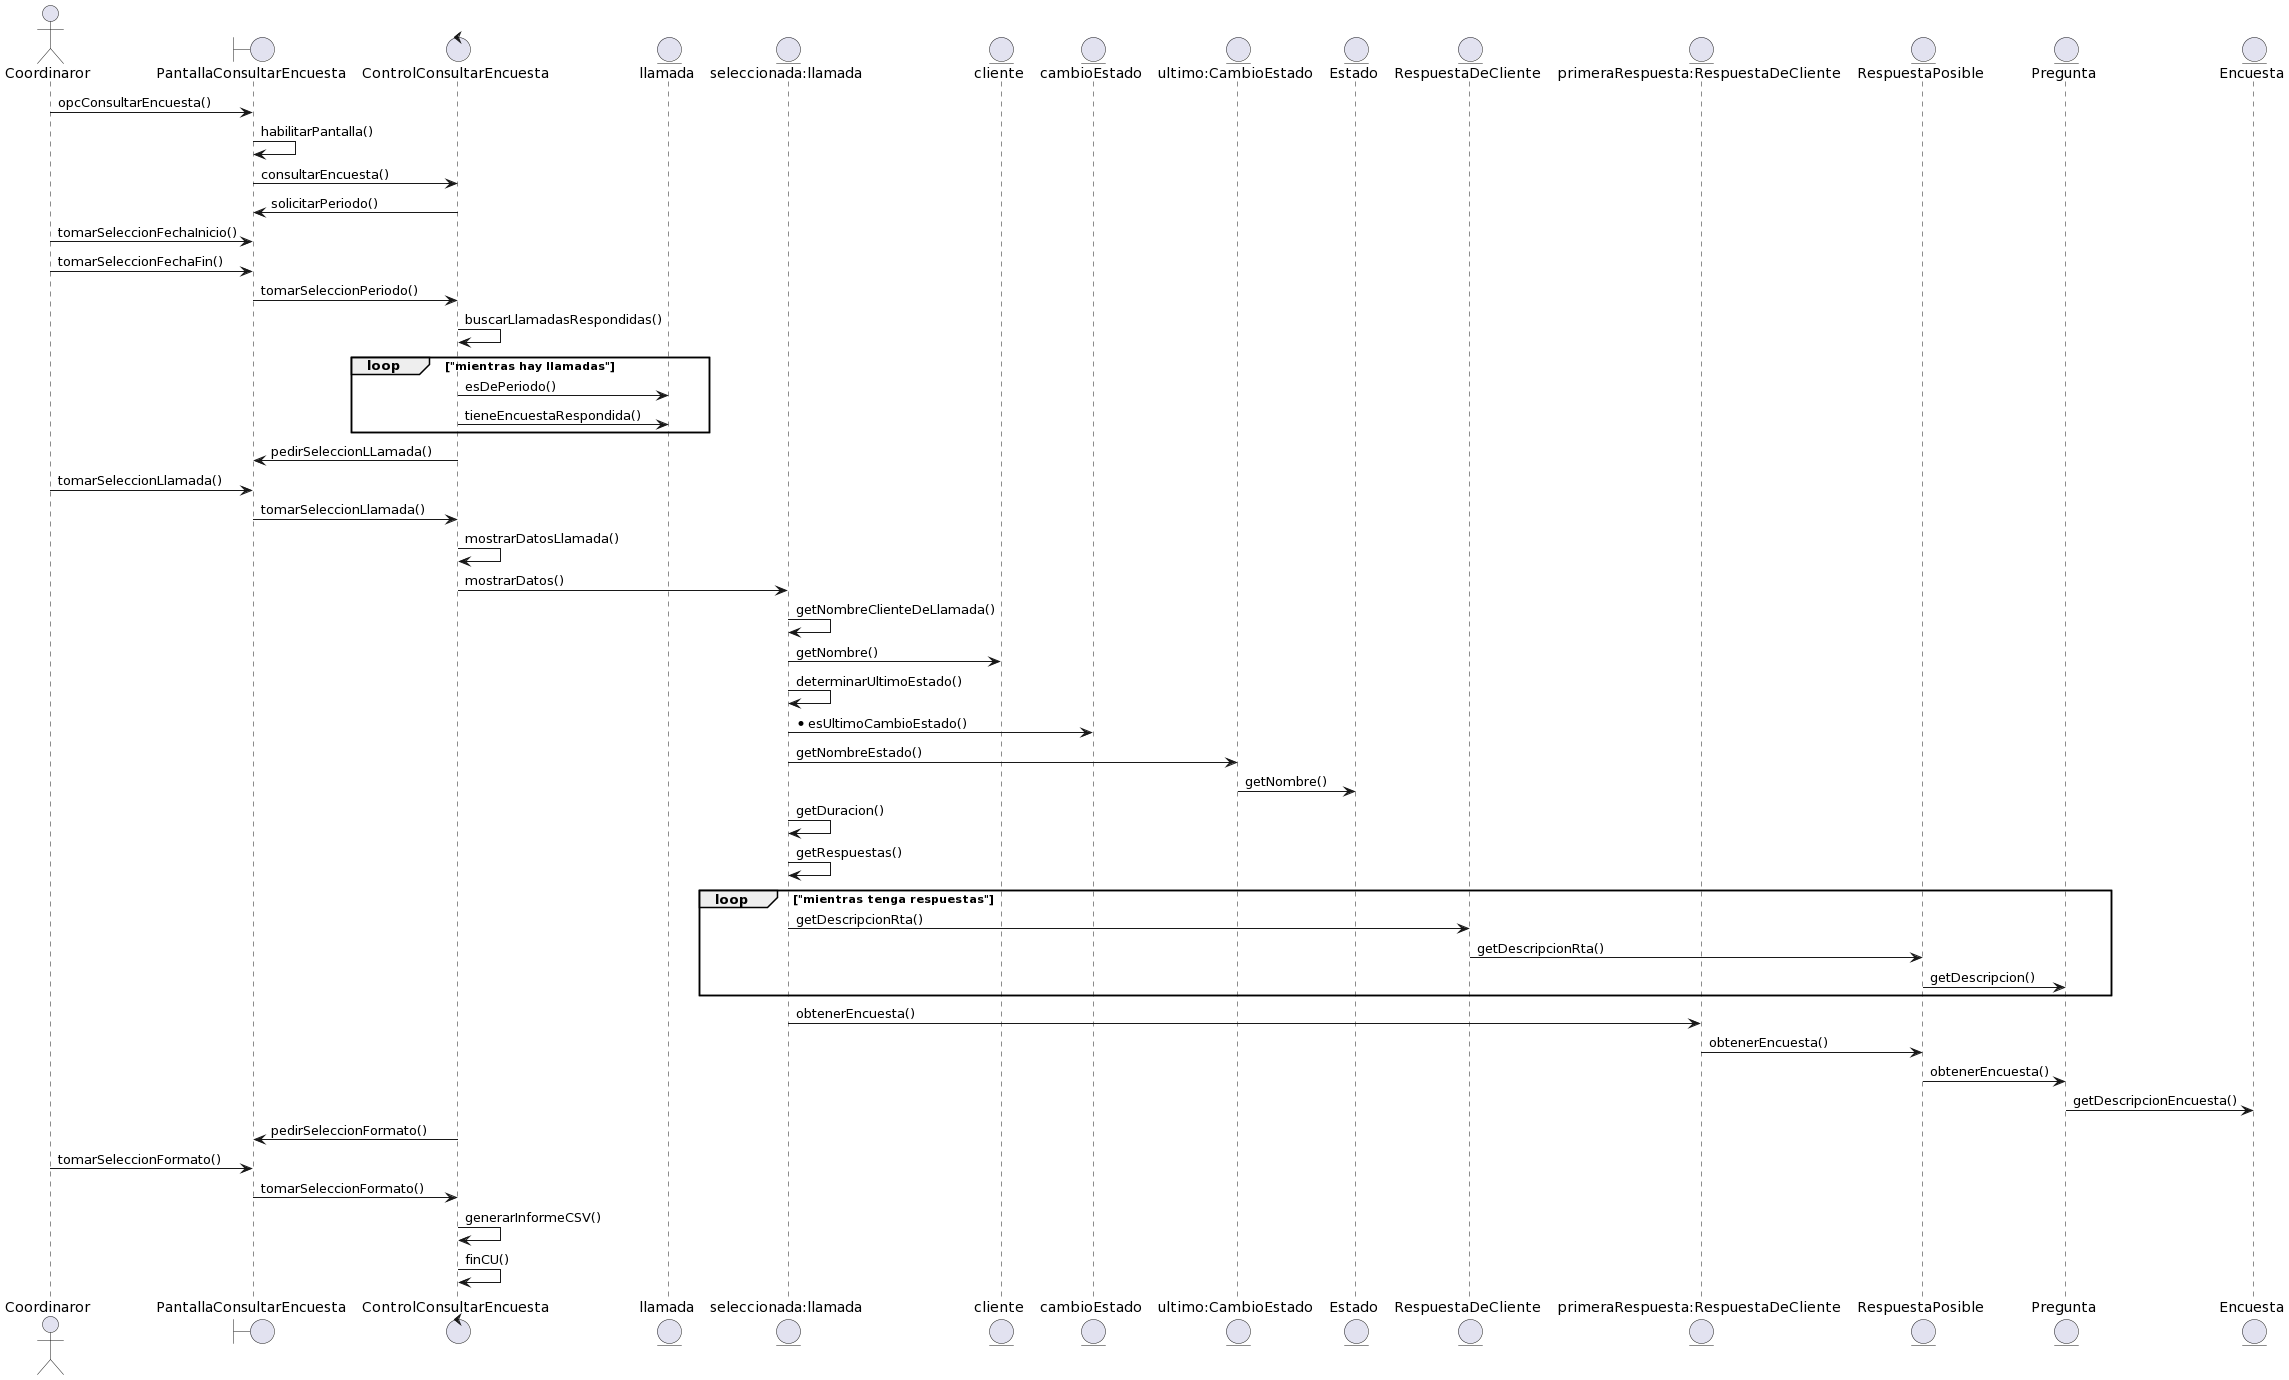 Coordinaror PantallaConsultarEncuesta ControlConsultarEncuesta llamada seleccionada:llamada cliente cambioEstado ultimo:CambioEstado Estado RespuestaDeCliente primeraRespuesta:RespuestaDeCliente RespuestaPosible Pregunta Encuesta
opcConsultarEncuesta()
habilitarPantalla()
consultarEncuesta()
solicitarPeriodo()
tomarSeleccionFechaInicio()
tomarSeleccionFechaFin()
tomarSeleccionPeriodo()
buscarLlamadasRespondidas()
loop ["mientras hay llamadas"]
esDePeriodo()
tieneEncuestaRespondida()
pedirSeleccionLLamada()
tomarSeleccionLlamada()
tomarSeleccionLlamada()
mostrarDatosLlamada()
mostrarDatos()
getNombreClienteDeLlamada()
getNombre()
determinarUltimoEstado()
• esUltimoCambioEstado()
getNombreEstado()
getNombre()
getDuracion()
getRespuestas()
loop ["mientras tenga respuestas"]
getDescripcionRta()
getDescripcionRta()
getDescripcion()
obtenerEncuesta()
obtenerEncuesta()
obtenerEncuesta()
getDescripcionEncuesta()
pedirSeleccionFormato()
tomarSeleccionFormato()
tomarSeleccionFormato()
generarInformeCSV()
finCU()
Coordinaror PantallaConsultarEncuesta ControlConsultarEncuesta llamada seleccionada:llamada cliente cambioEstado ultimo:CambioEstado Estado RespuestaDeCliente primeraRespuesta:RespuestaDeCliente RespuestaPosible Pregunta Encuesta